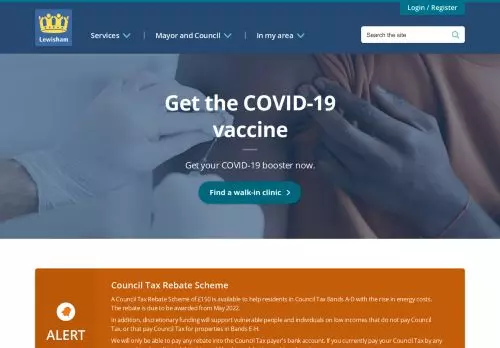 Login / Register
Lewisham
Services
Mayor and Council
In my area
Search the site
Get the COVID-19
vaccine
Get your COVID-19 booster now.
Find a walk-in clinic
Council Tax Rebate Scheme
A Council Tax Rebate Scheme of £150 is available to help residents in Council Tax Bands A-D with the rise in energy costs.
The rebate is due to be awarded from May 2022.
In addition, discretionary funding will support vulnerable people and individuals on low incomes that do not pay Council
Tax, or that pay Council Tax for properties in Bands E-H.
ALERT
We will only be able to pay any rebate into the Council Tax payer's bank account. If you currently pay your Council Tax by any